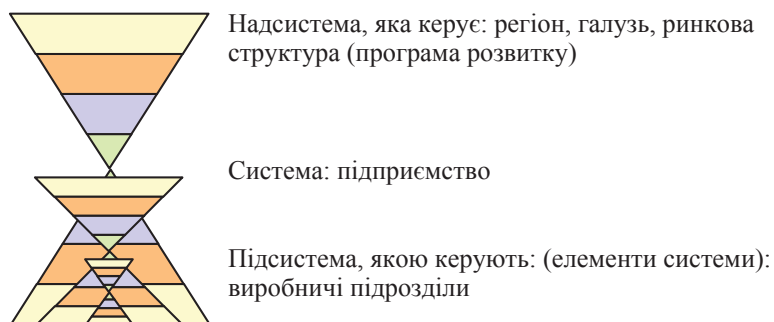 Надсистема, яка керує: регіон, галузь, ринкова
структура (програма розвитку)
Система: підприємство
Підсистема, якою керують: (елементи системи):
виробничі підрозділи